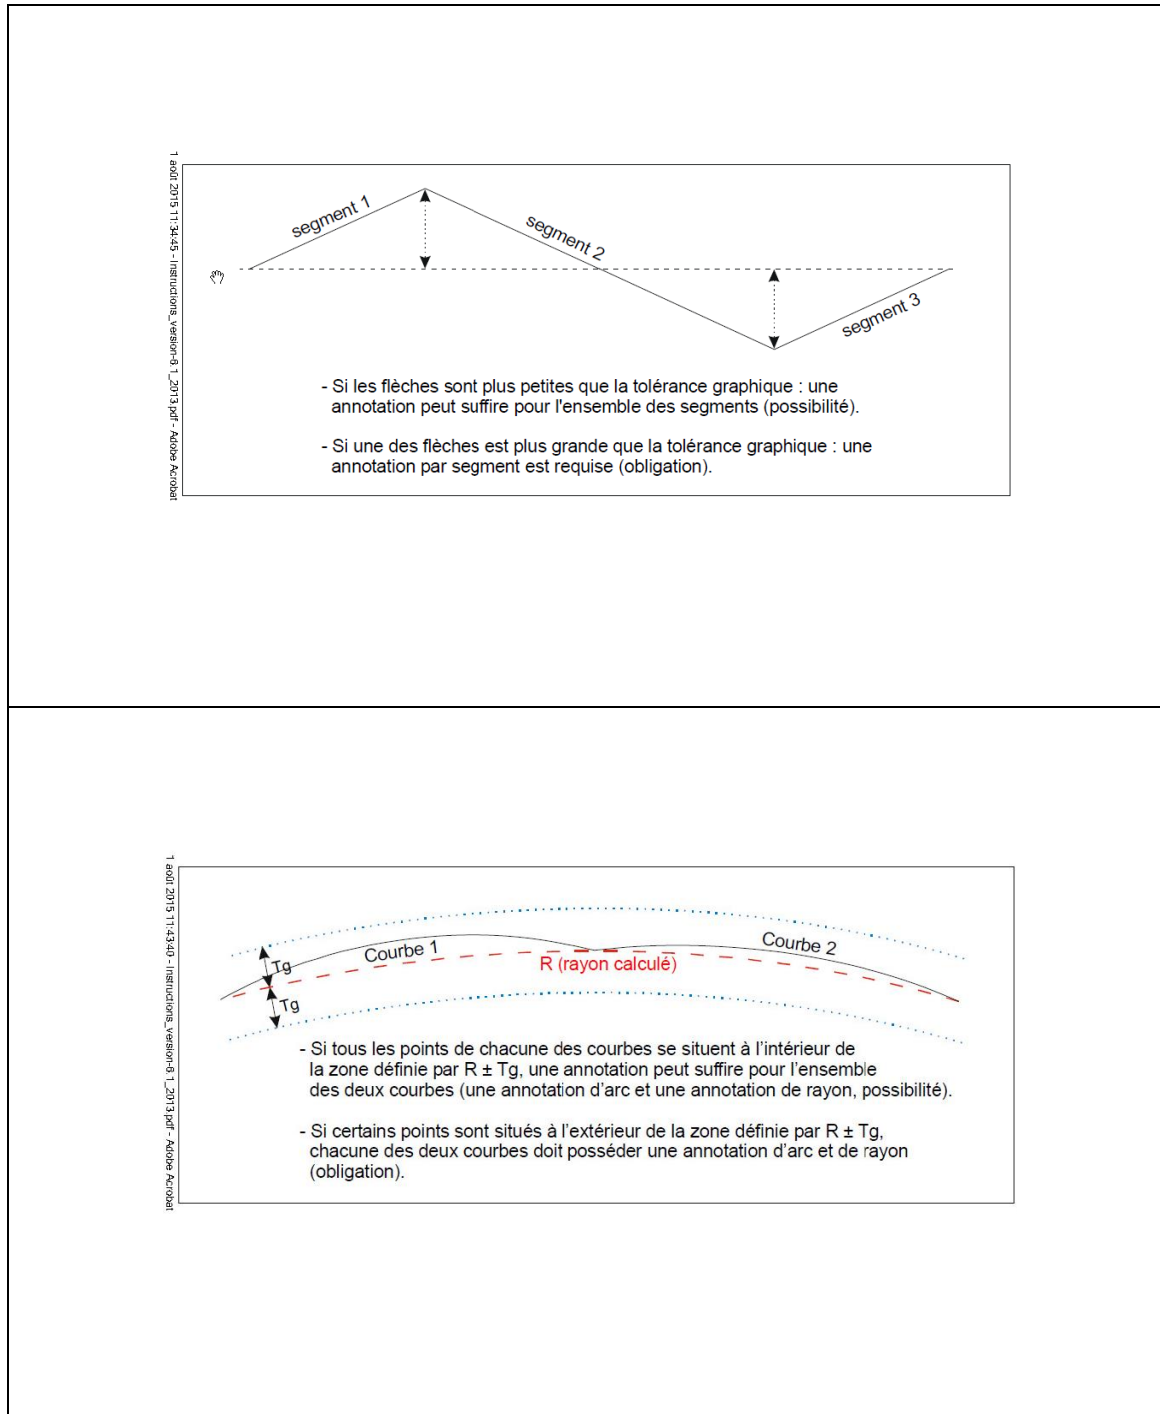 1 août 2015 11:34:45 - Instructions_version-6.1_2013.pdf - Adobe Acrobat
segment 1
segment 2
segment 3
- Si les flèches sont plus petites que la tolérance graphique : une
annotation peut suffire pour l'ensemble des segments (possibilité).
- Si une des flèches est plus grande que la tolérance graphique : une
annotation par segment est requise (obligation).
1 août 2015 11:43:40 - Instructions_version-6.1_2013.pdf - Adobe Acrobat
Courbe 1
Courbe 2
R (rayon calculé)
Tg
Tg
- Si tous les points de chacune des courbes se situent à l’intérieur de
la zone définie par R ± Tg, une annotation peut suffire pour l’ensemble
des deux courbes (une annotation d’arc et une annotation de rayon, possibilité).
- Si certains points sont situés à l’extérieur de la zone définie par R ± Tg,
chacune des deux courbes doit posséder une annotation d’arc et de rayon
(obligation).